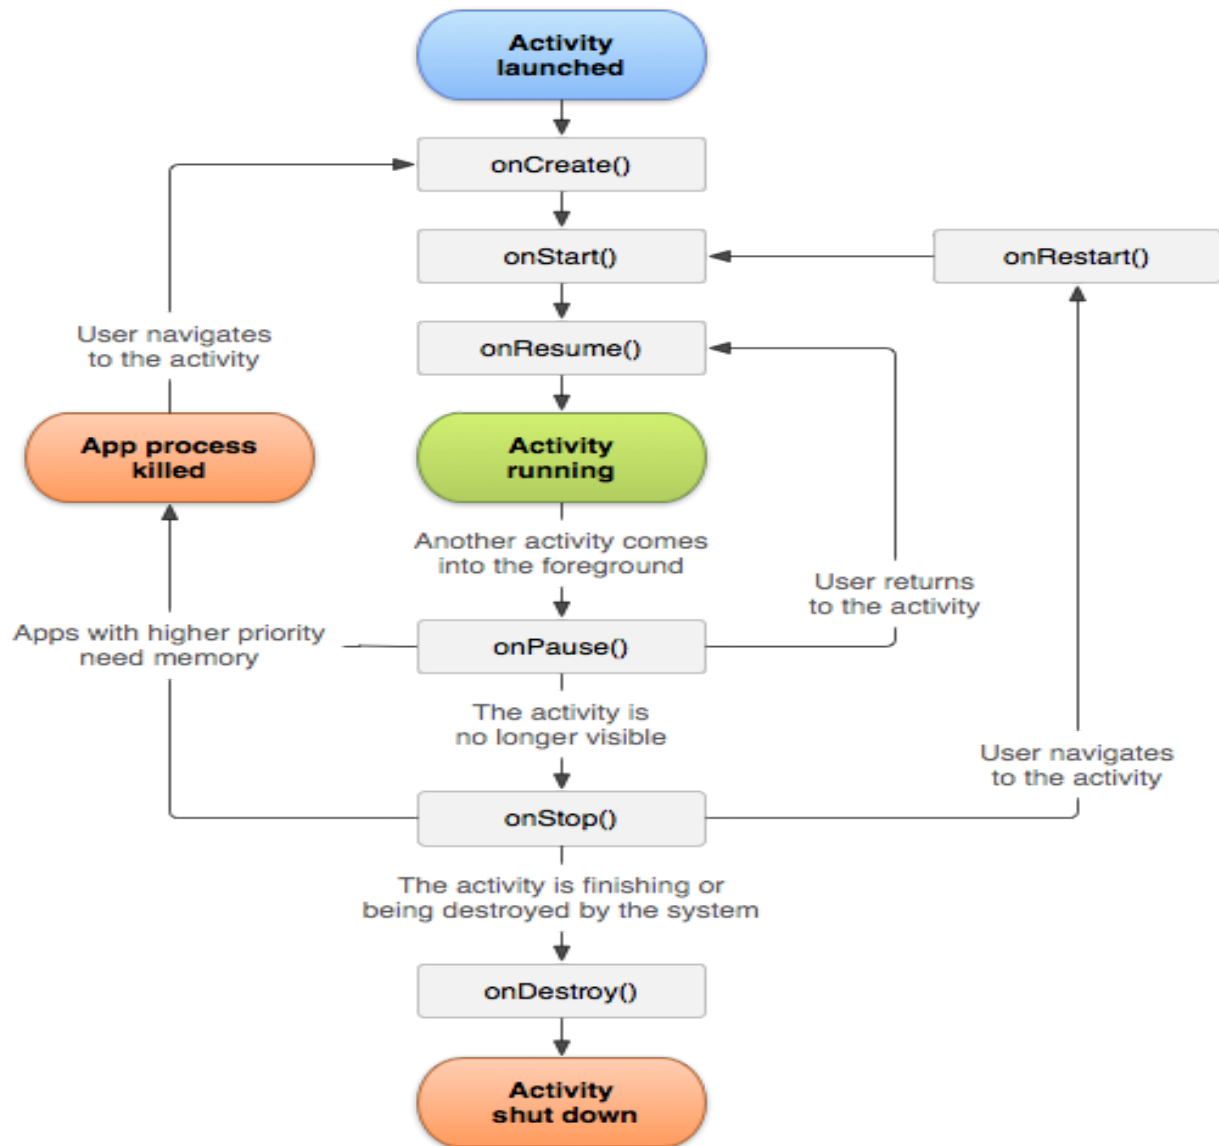 Activity
launched
onCreate()
onStart()
onRestart()
User navigates
to the activity
onResume()
App process
killed
Activity
running
Another activity comes
into the foreground
User returns
to the activity
Apps with higher priority
need memory
onPause()
The activity is
no longer visible
User navigates
to the activity
onStop()
The activity is finishing or
being destroyed by the system
onDestroy()
Activity
shut down